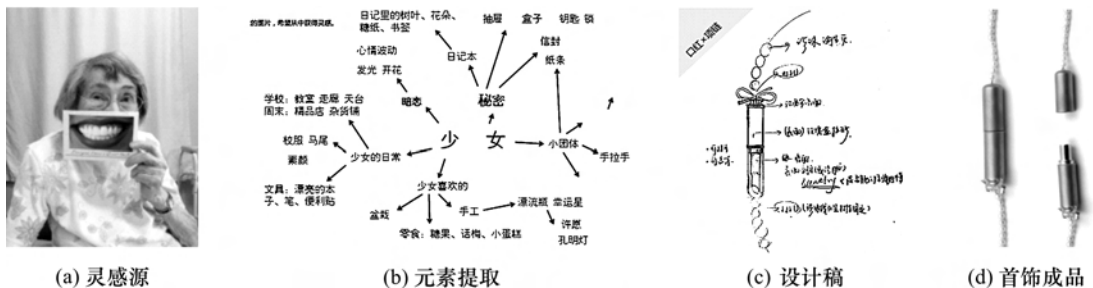 的图片，希望从中获得灵感。
日记里的树叶、花朵、
糖纸、书签
抽屉
盒子
钥匙 锁
信封
纸条
心情波动
发光 开花
日记本
暗恋
秘密
学校：教室 走廊 天台
周末：精品店 杂货铺
少 女
小团体
手拉手
校服 马尾
素颜
少女的日常
文具：漂亮的本
子、笔、便利贴
少女喜欢的
盆栽
手工
漂流瓶 幸运星
许愿
孔明灯
零食：糖果、话梅、小蛋糕
口红×项链
(a) 灵感源
(b) 元素提取
(c) 设计稿
(d) 首饰成品